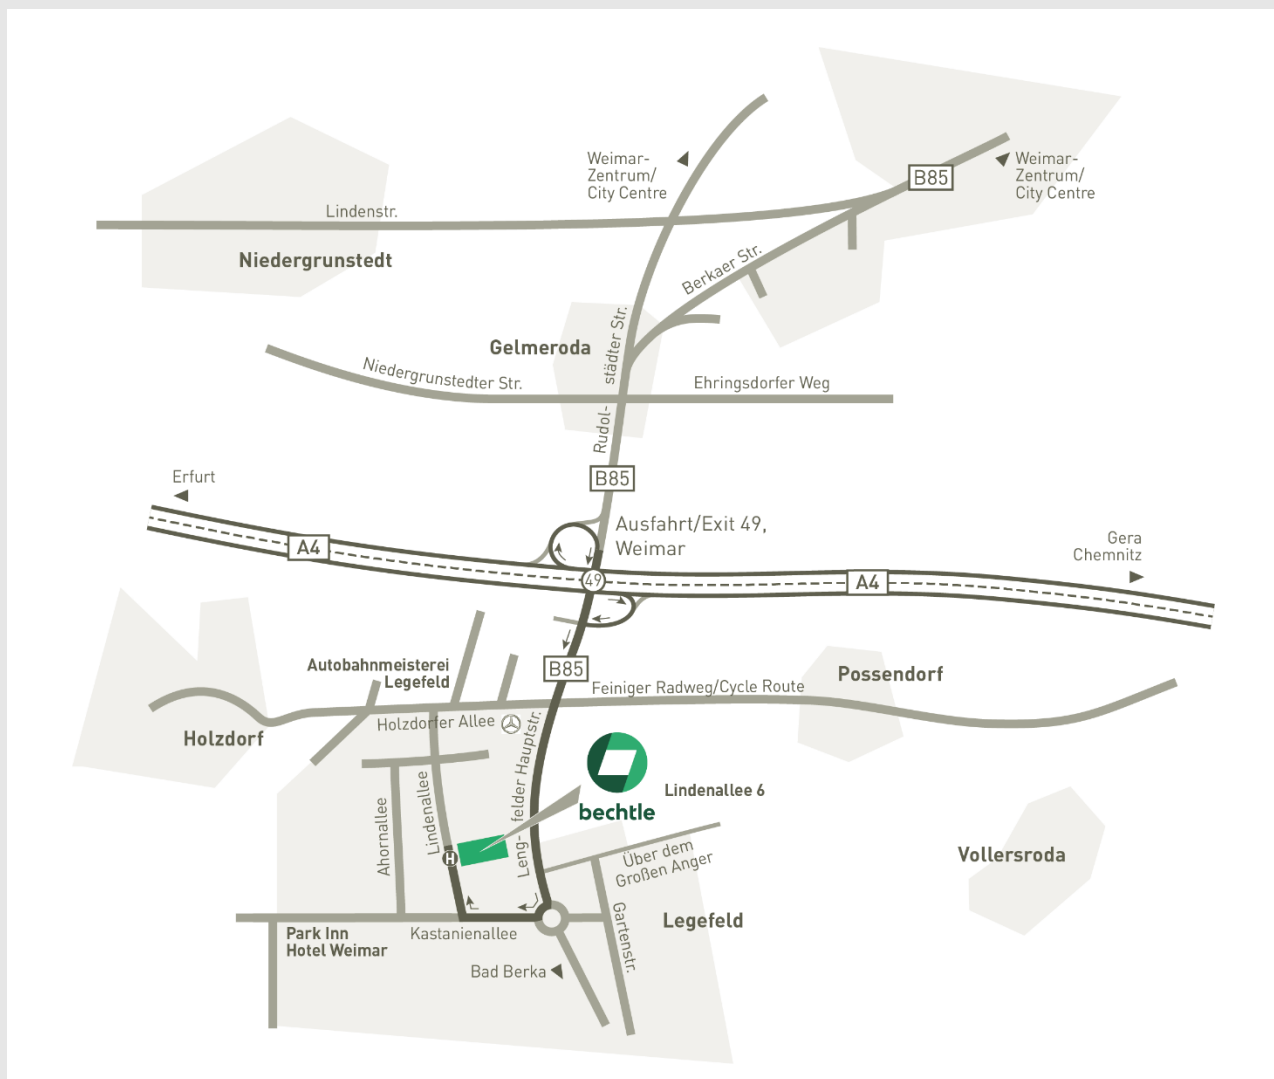 Weimar-
Zentrum/
City Centre
B85
Weimar-
Zentrum/
City Centre
Lindenstr.
Niedergrunstedt
Berkaer Str.
Gelmeroda
Rudol-
städter Str.
Niedergrunstedter Str.
Ehringsdorfer Weg
B85
Erfurt
Ausfahrt/Exit 49,
Weimar
Gera
Chemnitz
A4
49
A4
Autobahnmeisterei
Legefeld
B85
Feiniger Radweg/Cycle Route
Possendorf
Holzdorf
Holzdorfer Allee
Leng-
felder Hauptstr.
bechtle
Lindenallee 6
Lindenallee
Ahornallee
H
Über dem
Großen Anger
Vollersroda
Gartenstr.
Legefeld
Park Inn
Hotel Weimar
Kastanienallee
Bad Berka